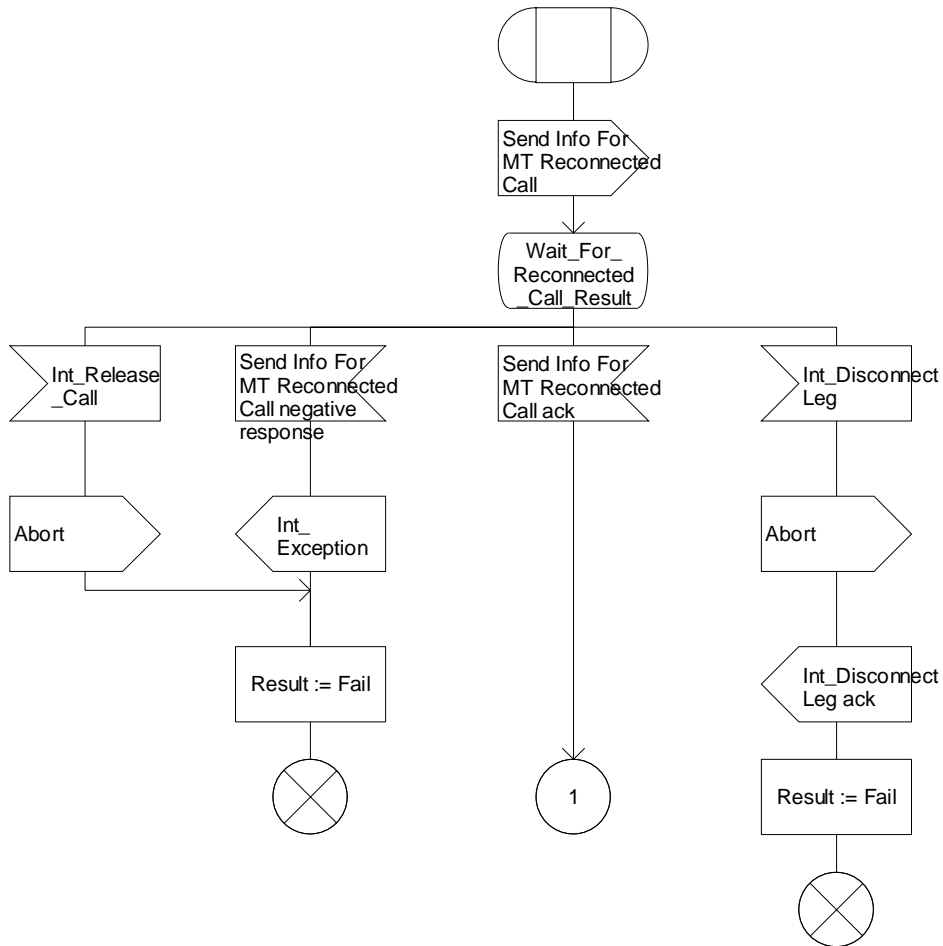 Send Info For
MT Reconnected
Call
Wait_For_
Reconnected
_Call_Result
Int_Release
_Call
Send Info For
MT Reconnected
Call negative
response
Send Info For
MT Reconnected
Call ack
Int_Disconnect
Leg
Abort
Int_
Exception
Abort
Result := Fail
Int_Disconnect
Leg ack
1
Result := Fail